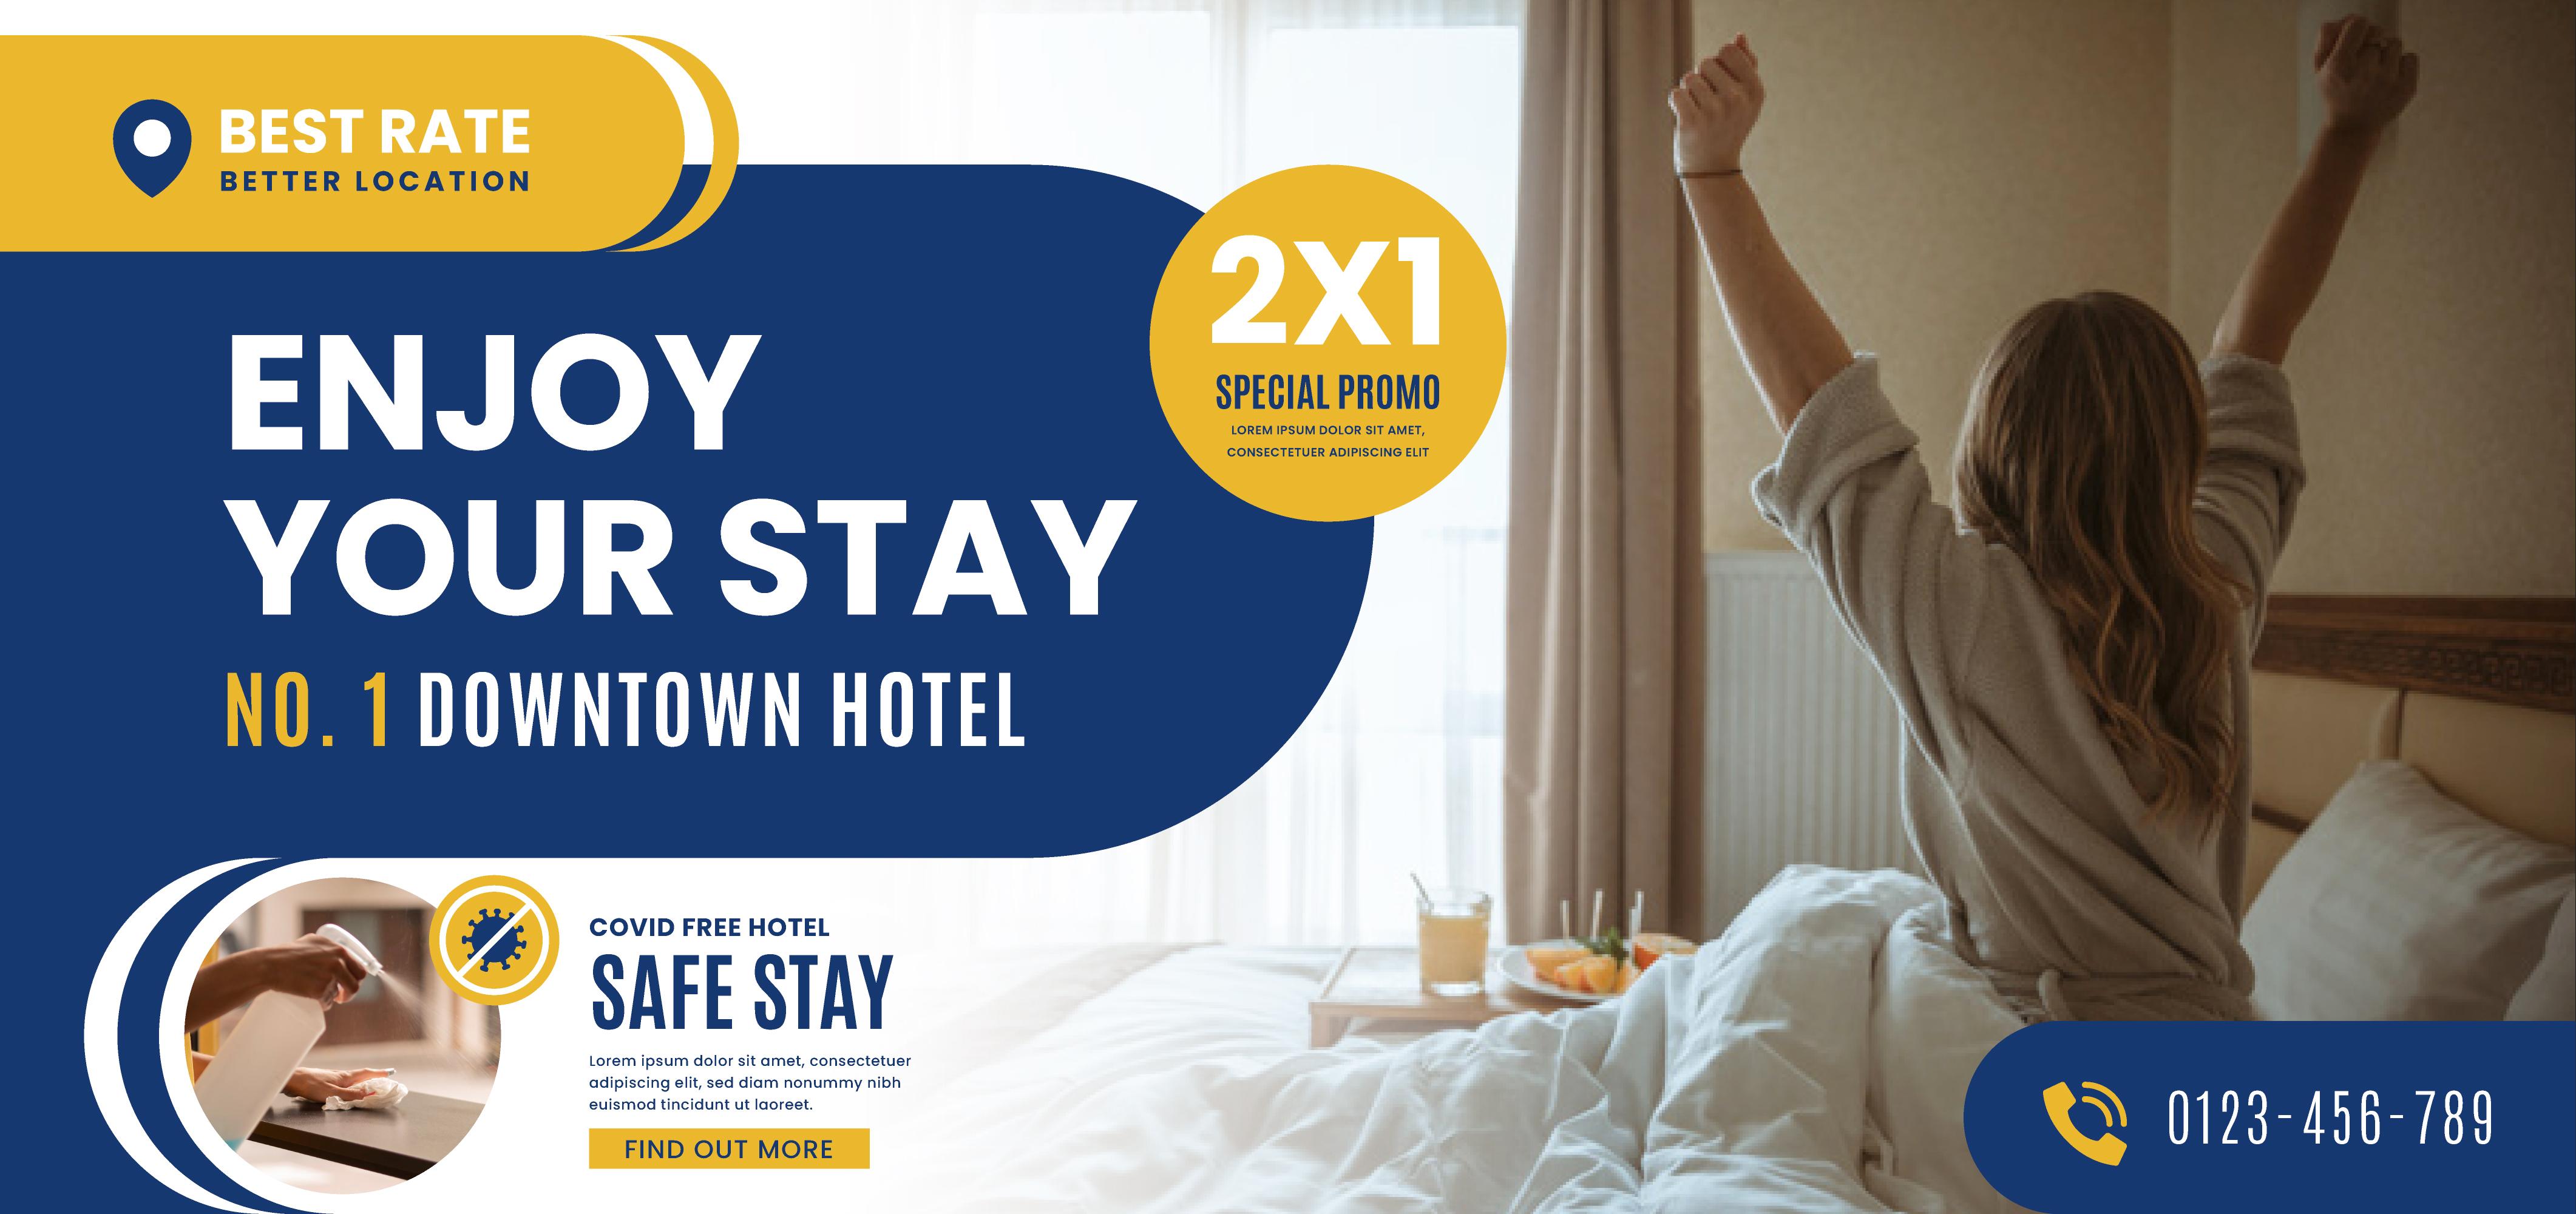 BEST RATE
BETTER LOCATION
ENJOY
YOUR STAY
NO. 1 DOWNTOWN HOTEL
2X1
SPECIAL PROMO
LOREM IPSUM DOLOR SIT AMET,
CONSECTETUER ADIPISCING ELIT
COVID FREE HOTEL
SAFE STAY
Lorem ipsum dolor sit amet, consectetuer
adipiscing elit, sed diam nonummy nibh
euismod tincidunt ut laoreet.
FIND OUT MORE
0123-456-789